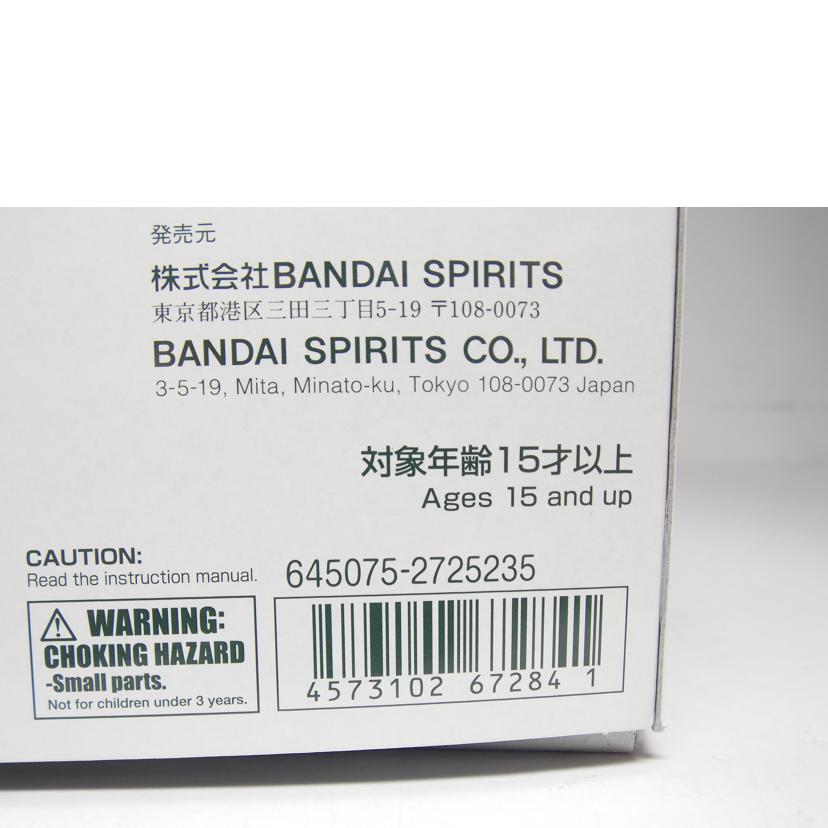 発売元
株式会社BANDAI SPIRITS
東京都港区三田三丁目5-19 〒108-0073
BANDAI SPIRITS CO., LTD.
3-5-19, Mita, Minato-ku, Tokyo 108-0073 Japan
対象年齢15才以上
Ages 15 and up
CAUTION:
Read the instruction manual.
WARNING:
CHOKING HAZARD
-Small parts.
Not for children under 3 years.
645075-2725235
4573102 67284 1